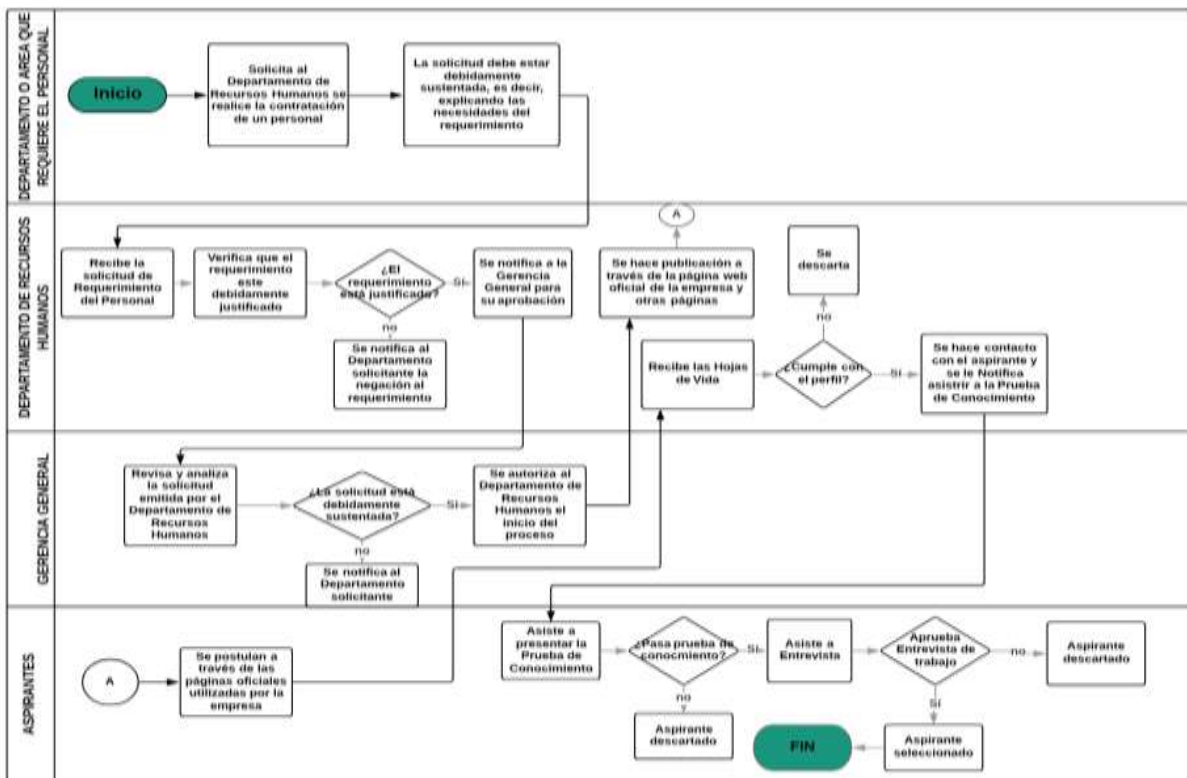 DEPARTAMENTO O AREA QUE
REQUIERE EL PERSONAL
Inicio
Solicita al
Departamento de
Recursos Humanos se
realice la contratación
de un personal
La solicitud debe estar
debidamente
sustentada, es decir,
explicando las
necesidades del
requerimiento
DEPARTAMENTO DE RECURSOS
HUMANOS
Recibe la
solicitud de
Requerimiento
del Personal
Verifica que el
requerimiento
este
debidamente
justificado
¿El
requerimiento
está justificado?
Sí
Se notifica a la
Gerencia
General para
su aprobación
no
Se notifica al
Departamento
solicitante la
negación al
requerimiento
A
Se hace publicación a
través de la página web
oficial de la empresa y
otras páginas
Se
descarta
no
Recibe las Hojas
de Vida
¿Cumple con
el perfil?
Sí
Se hace contacto
con el aspirante y
se le Notifica
asistrir a la Prueba
de Conocimiento
GERENCIA GENERAL
Revisa y analiza
la solicitud
emitida por el
Departamento de
Recursos
Humanos
¿La solicitud está
debidamente
sustentada?
Sí
Se autoriza al
Departamento de
Recursos
Humanos el
inicio del
proceso
no
Se notifica al
Departamento
solicitante
ASPIRANTES
A
Se postulan a
través de las
páginas oficiales
utilizadas por la
empresa
Asiste a
presentar la
Prueba de
Conocimiento
¿Pasa prueba de
conocmiento?
Sí
Asiste a
Entrevista
Aprueba
Entrevista de
trabajo
no
Aspirante
descartado
no
Aspirante
descartado
Sí
Aspirante
seleccionado
FIN